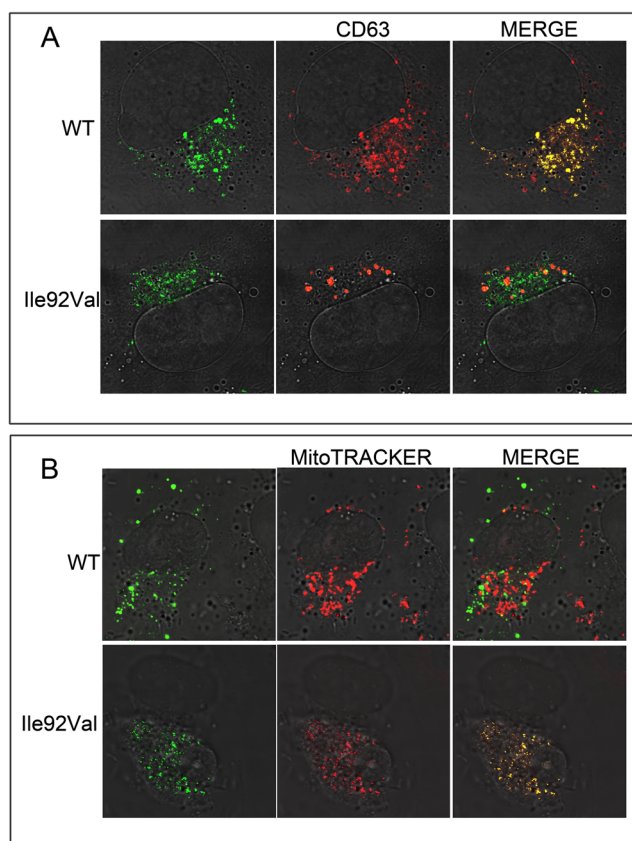 A
CD63 MERGE
WT
Ile92Val
B
MitoTRACKER MERGE
WT
Ile92Val